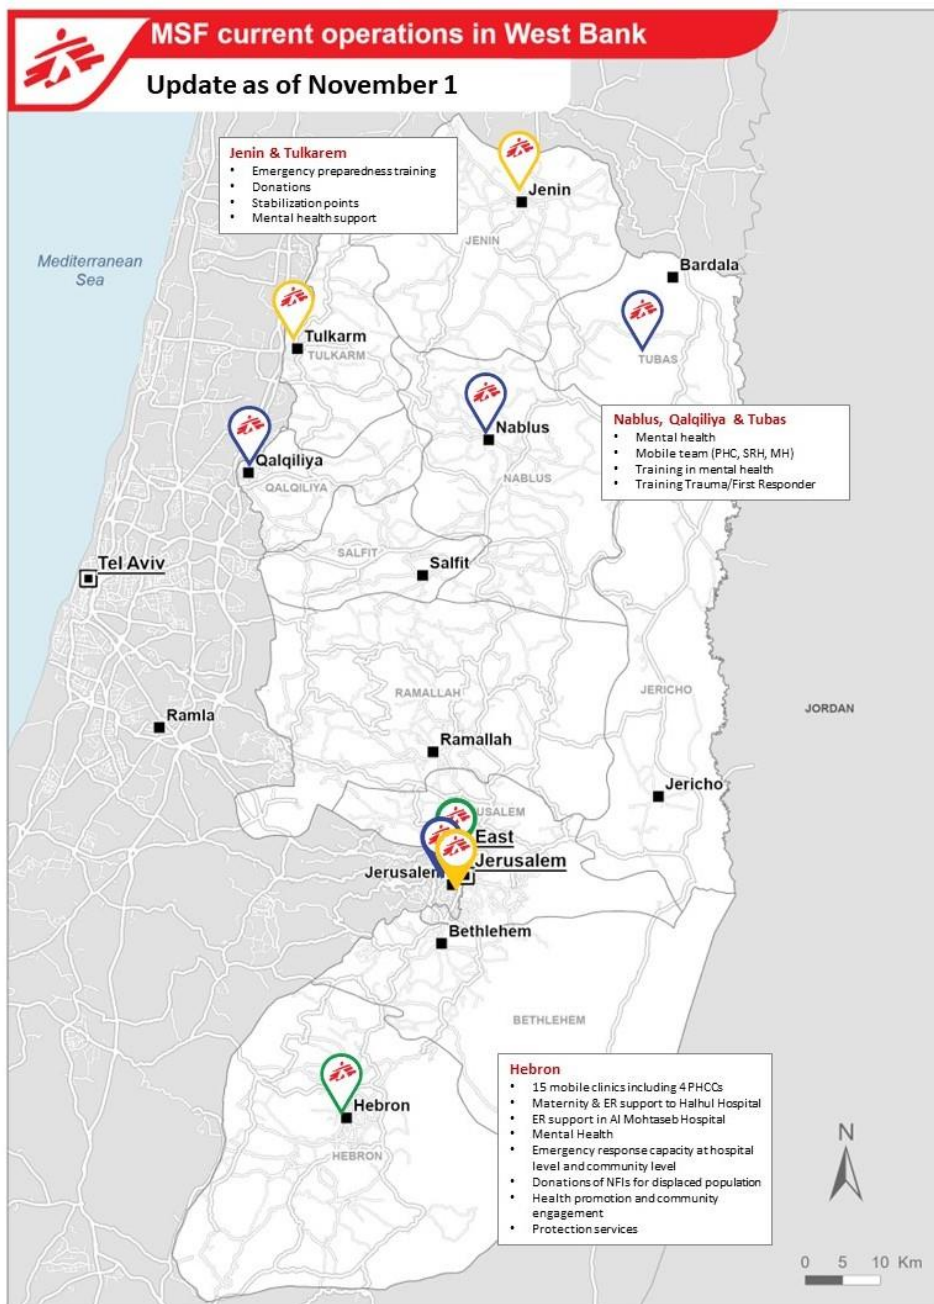 MSF current operations in West Bank
Update as of November 1
Jenin & Tulkarem
• Emergency preparedness training
• Donations
• Stabilization points
• Mental health support
Jenin
JENIN
Mediterranean
Sea
Bardala
Tulkarm
TULKARM
TUBAS
Nablus, Qalqiliya & Tubas
• Mental health
• Mobile team (PHC, SRH, MH)
• Training in mental health
• Training Trauma/First Responder
Nablus
NABLUS
Qalqiliya
QALQILIYA
SALFIT
Salfit
Tel Aviv
RAMALLAH
JERICHO
JORDAN
Ramla
Ramallah
Jericho
USALEM
East
Jerusalem
Jerusalem
Bethlehem
BETHLEHEM
Hebron
• 15 mobile clinics including 4 PHCCs
• Maternity & ER support to Halhul Hospital
• ER support in Al Mohtaseb Hospital
• Mental Health
• Emergency response capacity at hospital
level and community level
• Donations of NFIs for displaced population
• Health promotion and community
engagement
• Protection services
Hebron
HEBRON
N
0 5 10 Km